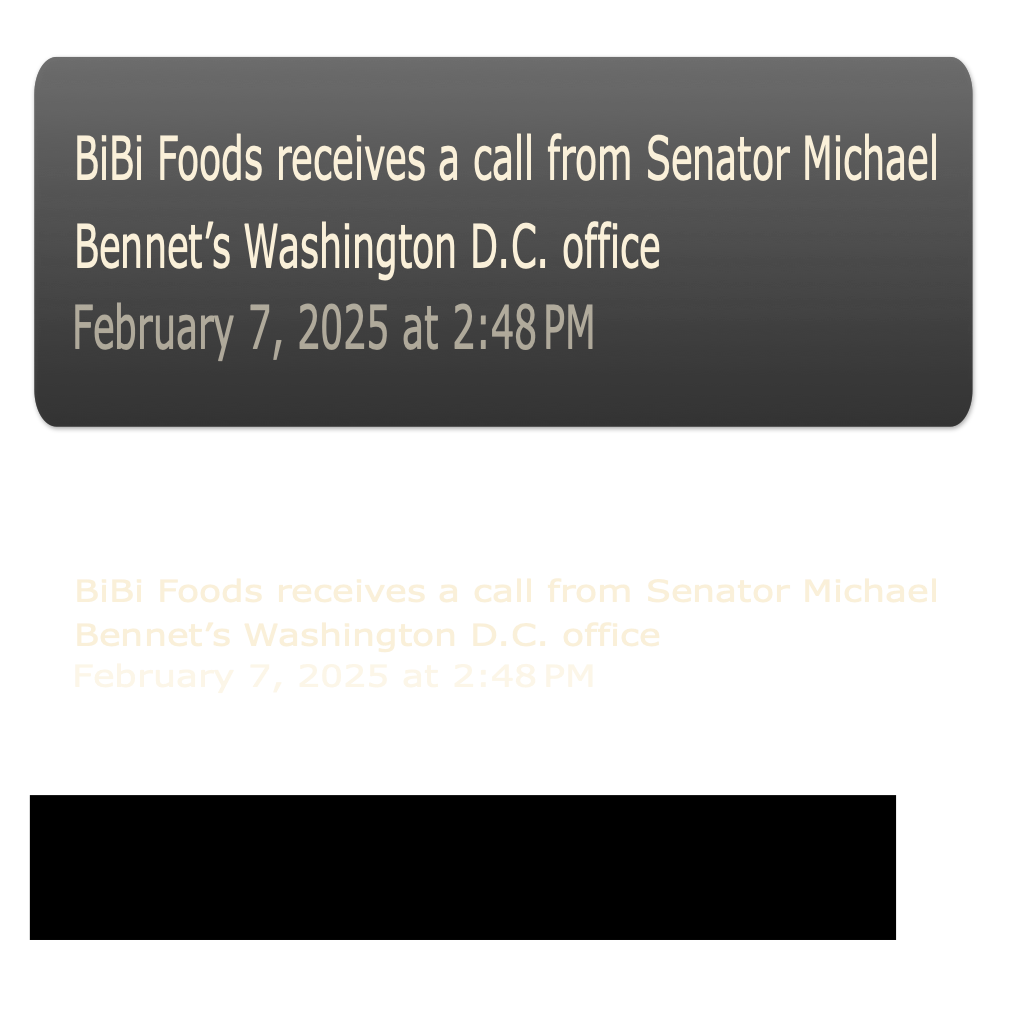 BiBi Foods receives a call from Senator Michael
Bennet’s Washington D.C. office
February 7, 2025 at 2:48 PM
BiBi Foods receives a call from Senator Michael
Bennet’s Washington D.C. office
February 7, 2025 at 2:48 PM